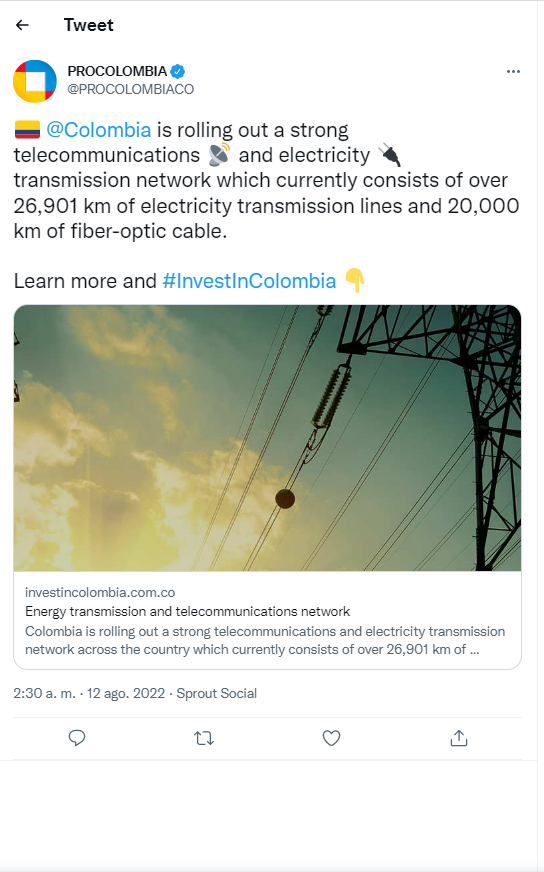 Tweet
PROCOLOMBIA
@PROCOLOMBIACO
🇨🇴 @Colombia is rolling out a strong
telecommunications 📡 and electricity 🔌
transmission network which currently consists of over
26,901 km of electricity transmission lines and 20,000
km of fiber-optic cable.
Learn more and #InvestInColombia 👇
investincolombia.com.co
Energy transmission and telecommunications network
Colombia is rolling out a strong telecommunications and electricity transmission
network across the country which currently consists of over 26,901 km of ...
2:30 a. m. · 12 ago. 2022 · Sprout Social